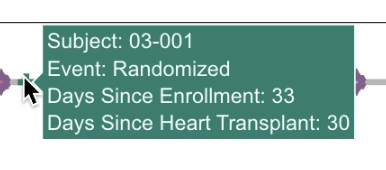 Subject: 03-001
Event: Randomized
Days Since Enrollment: 33
Days Since Heart Transplant: 30